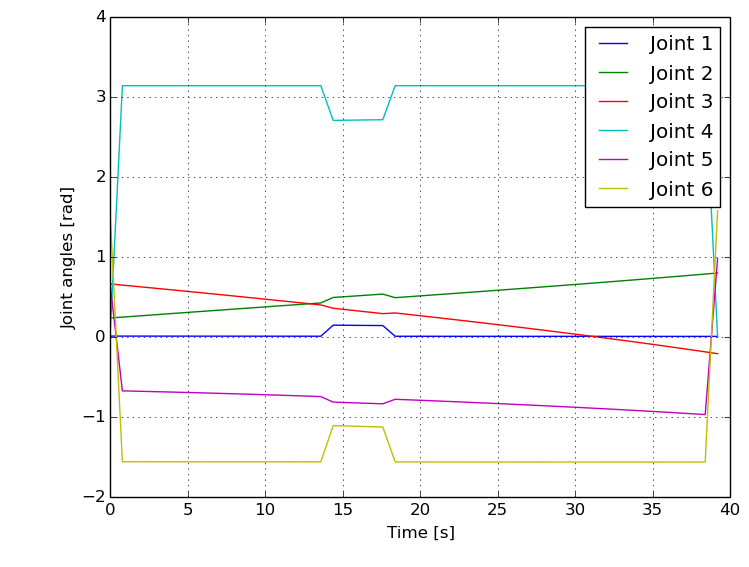 4
3
2
1
0
−1
−2
Joint angles [rad]
Joint 1
Joint 2
Joint 3
Joint 4
Joint 5
Joint 6
0 5 10 15 20 25 30 35 40
Time [s]